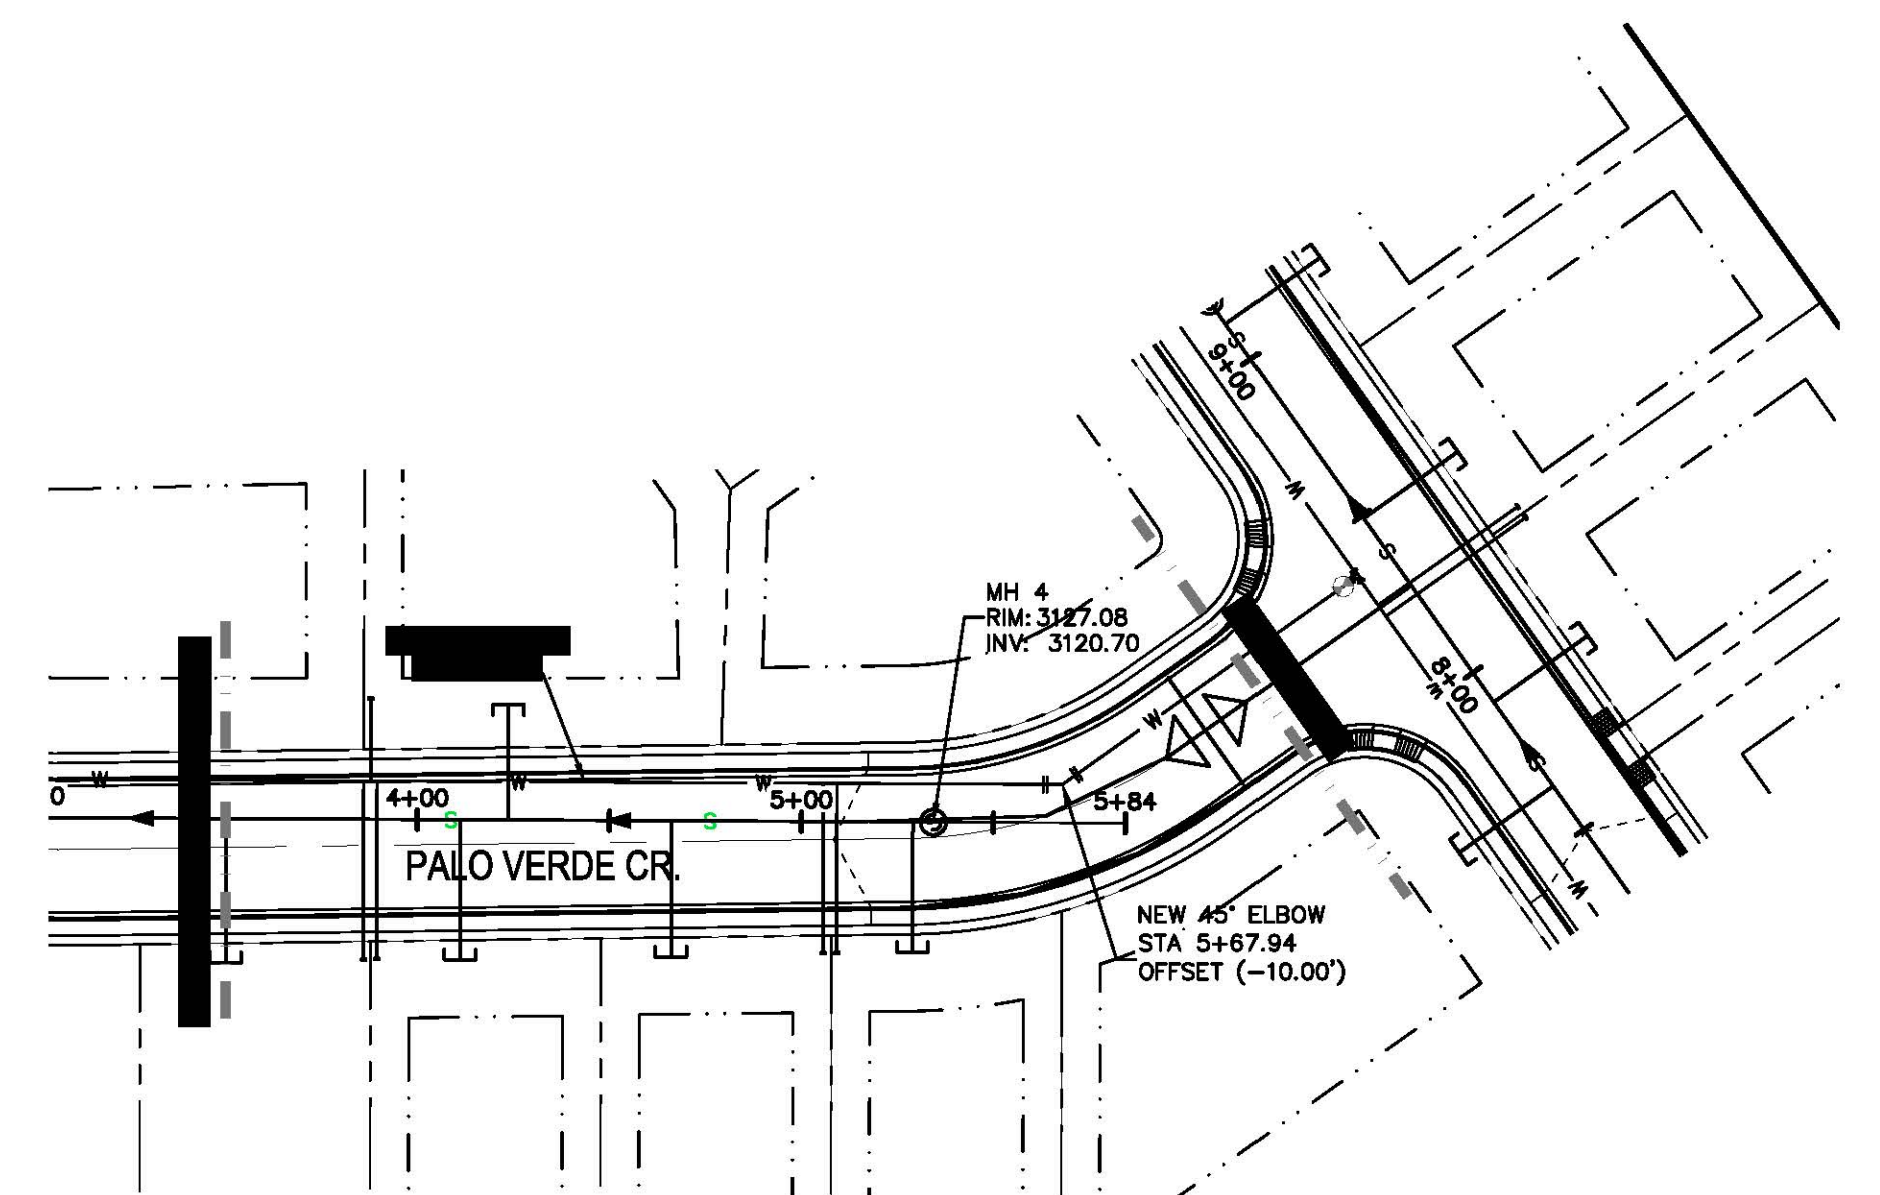 9+00
MH 4
RIM: 3127.08
INV: 3120.70
W
S
8+00
W
W
S
W
W
W
W
0
4+00
5+00
5+84
S
S
S
S
W
PALO VERDE CR.
NEW 45° ELBOW
STA 5+67.94
OFFSET (-10.00')